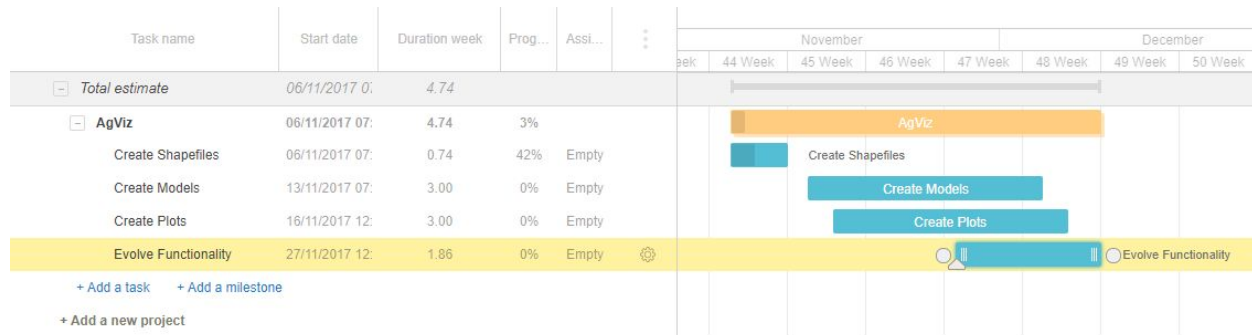 Task name Start date Duration week Prog... Assi...
November December
eek 44 Week 45 Week 46 Week 47 Week 48 Week 49 Week 50 Week
Total estimate 06/11/2017 07 4.74
AgViz 06/11/2017 07: 4.74 3% AgViz
Create Shapefiles 06/11/2017 07: 0.74 42% Empty Create Shapefiles
Create Models 13/11/2017 07: 3.00 0% Empty Create Models
Create Plots 16/11/2017 12: 3.00 0% Empty Create Plots
Evolve Functionality 27/11/2017 12: 1.86 0% Empty Evolve Functionality
+ Add a task + Add a milestone
+ Add a new project